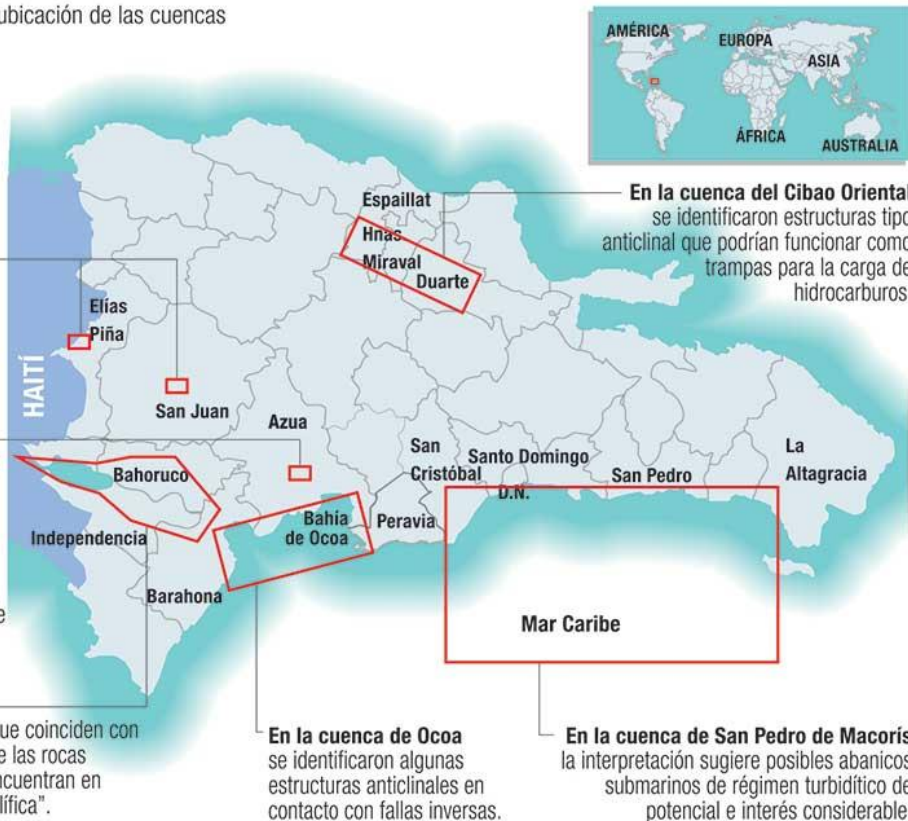 ubicación de las cuencas
AMÉRICA
EUROPA
ASIA
ÁFRICA
AUSTRALIA
En la cuenca del Cibao Oriental
se identificaron estructuras tipo
anticlinal que podrían funcionar como
trampas para la carga de
hidrocarburos
Espaillat
Hnas
Miraval
Duarte
Elías
Piña
HAITÍ
San Juan
Azua
San
Cristóbal
Santo Domingo
D.N.
San Pedro
La
Altagracia
Bahoruco
Independencia
Bahía
de Ocoa
Peravia
Barahona
Mar Caribe
e
ue coinciden con
e las rocas
ncuentran en
lífica".
En la cuenca de Ocoa
se identificaron algunas
estructuras anticlinales en
contacto con fallas inversas.
En la cuenca de San Pedro de Macorís
la interpretación sugiere posibles abanicos
submarinos de régimen turbidítico de
potencial e interés considerable